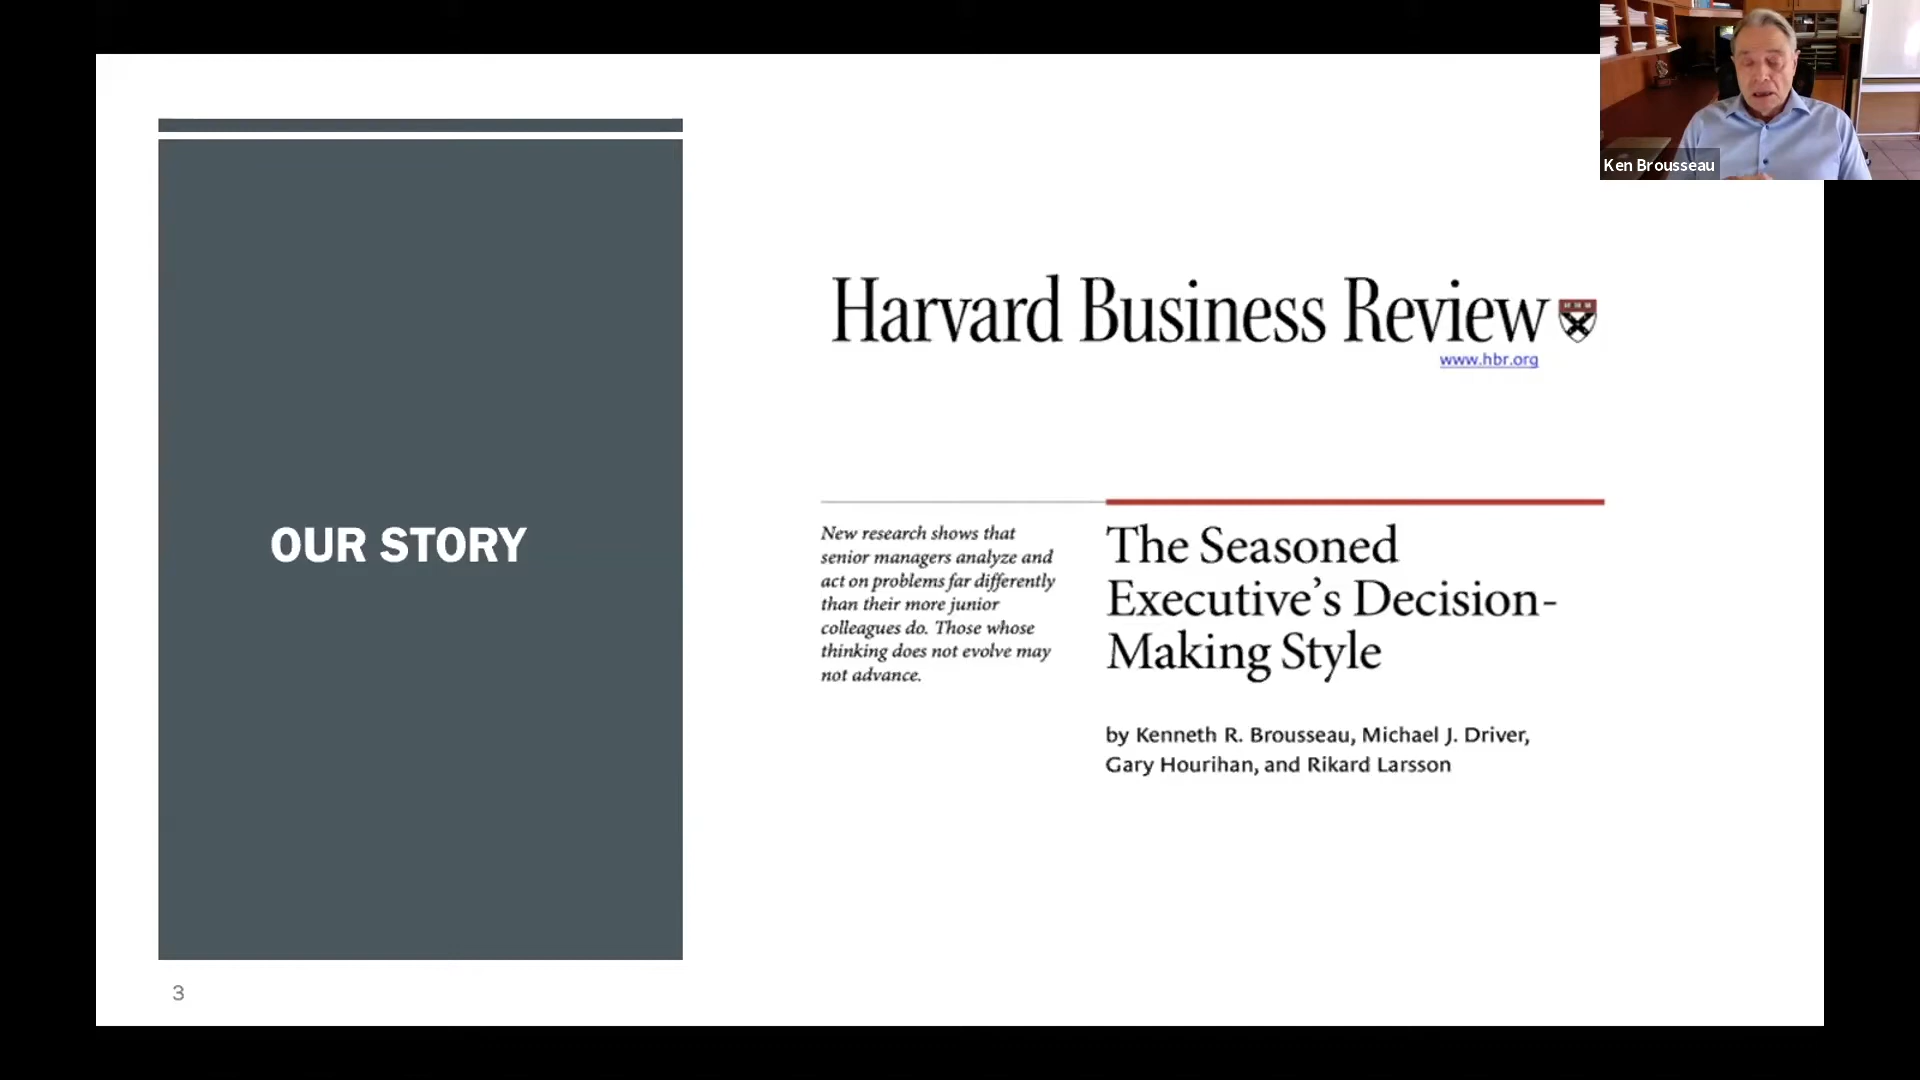 Ken Brousseau
OUR STORY
Harvard Business Review
www.hbr.org
New research shows that
senior managers analyze and
act on problems far differently
than their more junior
colleagues do. Those whose
thinking does not evolve may
not advance.
The Seasoned
Executive’s Decision-
Making Style
by Kenneth R. Brousseau, Michael J. Driver,
Gary Hourihan, and Rikard Larsson
3